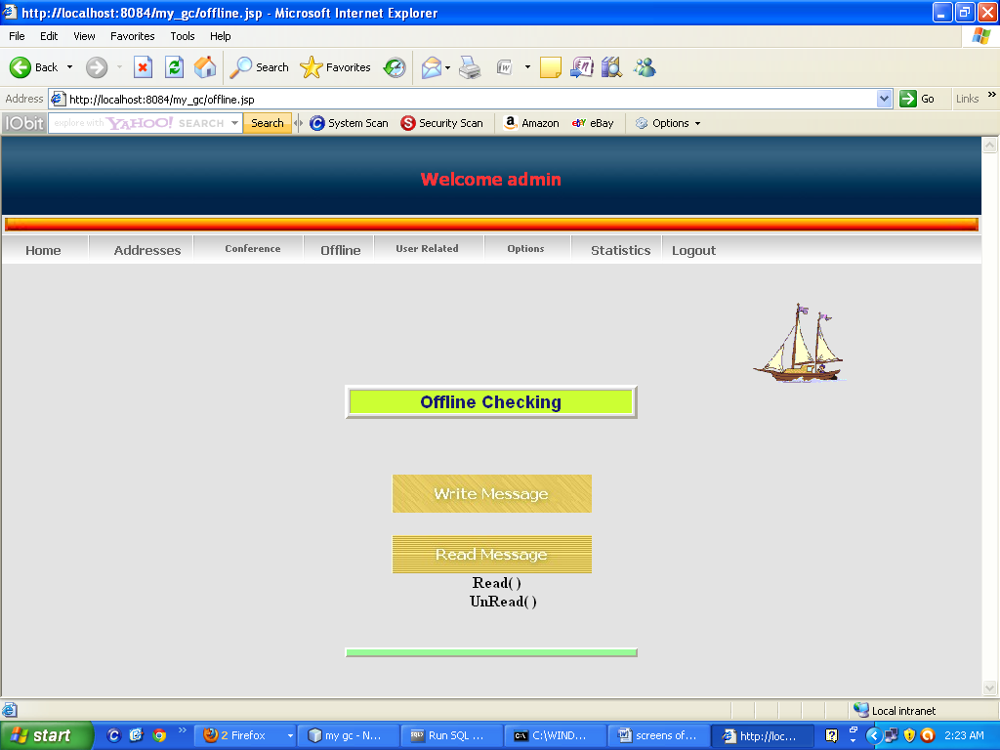 http://localhost:8084/my_gc/offline.jsp - Microsoft Internet Explorer
File Edit View Favorites Tools Help
Back Search Favorites
Address http://localhost:8084/my_gc/offline.jsp Go Links »
IObit explore with YAHOO! SEARCH Search System Scan Security Scan Amazon eBay Options
Welcome admin
Home Addresses Conference Offline User Related Options Statistics Logout
Offline Checking
Write Message
Read Message
Read( )
UnRead( )
Local intranet
start 2 Firefox my gc - N... Run SQL ... C:\WIND... screens of... http://loc... 2:23 AM